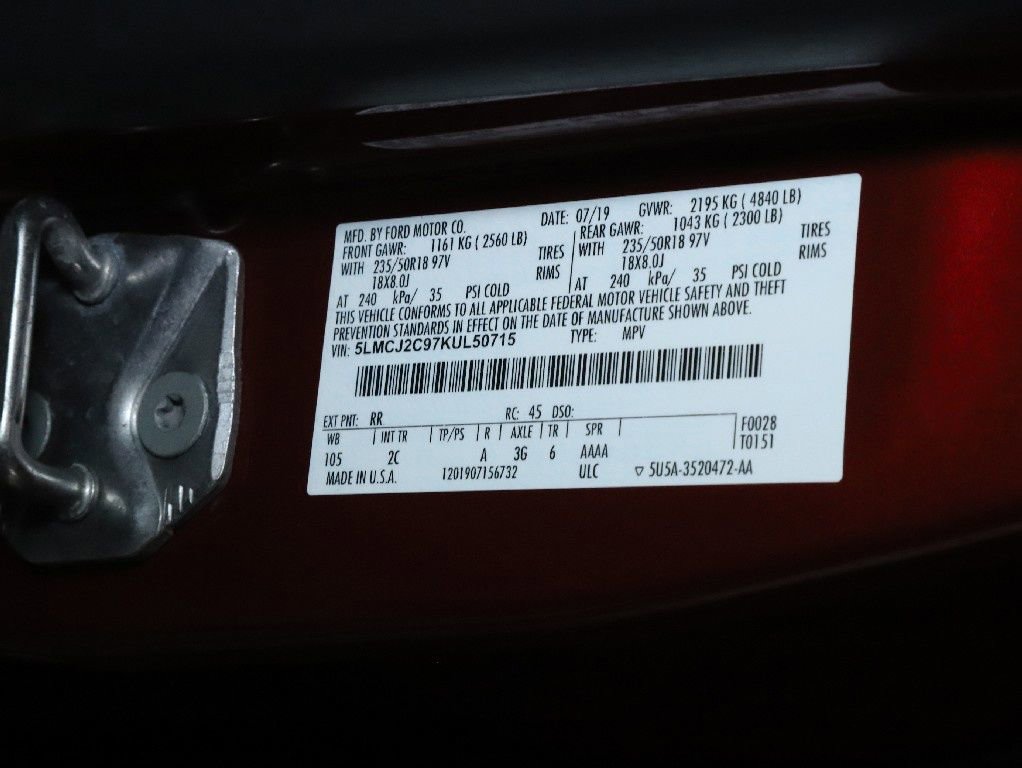 MFD. BY FORD MOTOR CO. DATE: 07/19 GVWR: 2195 KG ( 4840 LB)
FRONT GAWR: 1161 KG ( 2560 LB) REAR GAWR: 1043 KG ( 2300 LB)
WITH 235/50R18 97V TIRES WITH 235/50R18 97V TIRES
18X8.0J RIMS 18X8.0J RIMS
AT 240 kPa/ 35 PSI COLD AT 240 kPa/ 35 PSI COLD
THIS VEHICLE CONFORMS TO ALL APPLICABLE FEDERAL MOTOR VEHICLE SAFETY AND THEFT
PREVENTION STANDARDS IN EFFECT ON THE DATE OF MANUFACTURE SHOWN ABOVE.
VIN: 5LMCJ2C97KUL50715 TYPE: MPV
EXT PNT: RR RC: 45 DSO: F0028
WB INT TR TP/PS R AXLE TR SPR T0151
105 2C A 3G 6 AAAA
MADE IN U.S.A. 1201907156732 ULC ▽ 5U5A-3520472-AA